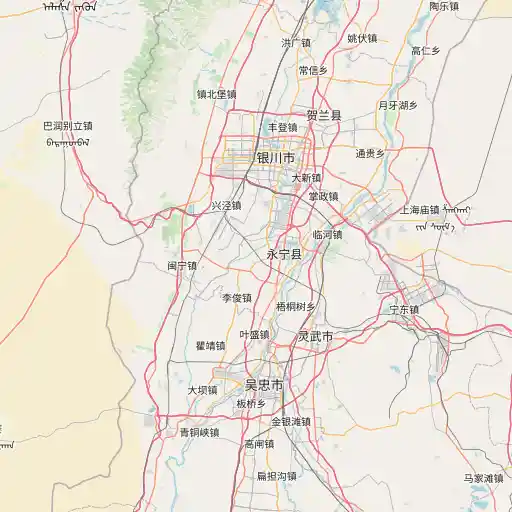 陶乐镇
姚伏镇
洪广镇
高仁乡
常信乡
镇北堡镇
月牙湖乡
贺兰县
巴润别立镇
丰登镇
通贵乡
银川市
大新镇
掌政镇
兴泾镇
上海庙镇
临河镇
永宁县
闽宁镇
李俊镇
梧桐树乡
宁东镇
叶盛镇
灵武市
瞿靖镇
吴忠市
大坝镇
板桥乡
金银滩镇
青铜峡镇
高闸镇
扁担沟镇
马家滩镇